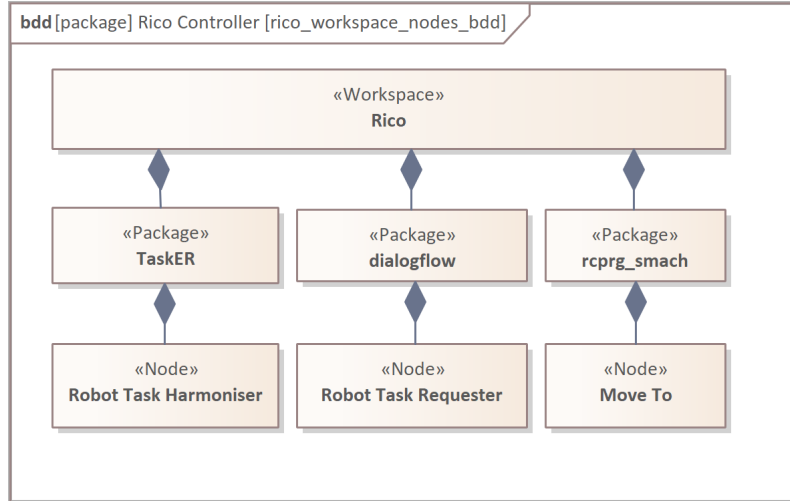 bdd [package] Rico Controller [rico_workspace_nodes_bdd]
«Workspace»
Rico
«Package»
TaskER
«Package»
dialogflow
«Package»
rcprg_smach
«Node»
Robot Task Harmoniser
«Node»
Robot Task Requester
«Node»
Move To